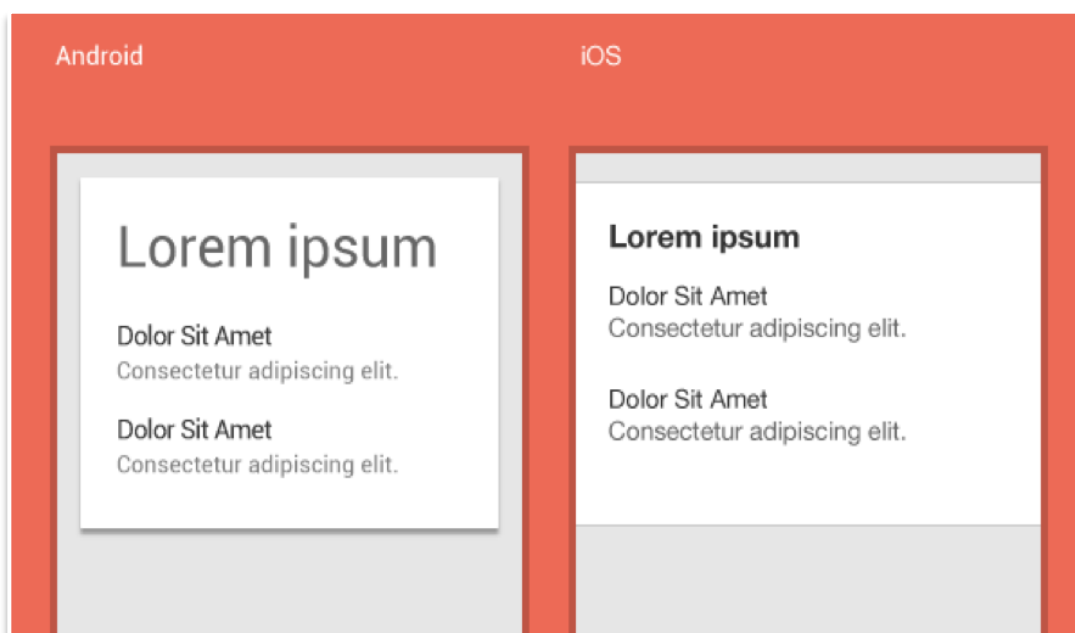 Android
Lorem ipsum
Dolor Sit Amet
Consectetur adipiscing elit.
Dolor Sit Amet
Consectetur adipiscing elit.
iOS
Lorem ipsum
Dolor Sit Amet
Consectetur adipiscing elit.
Dolor Sit Amet
Consectetur adipiscing elit.